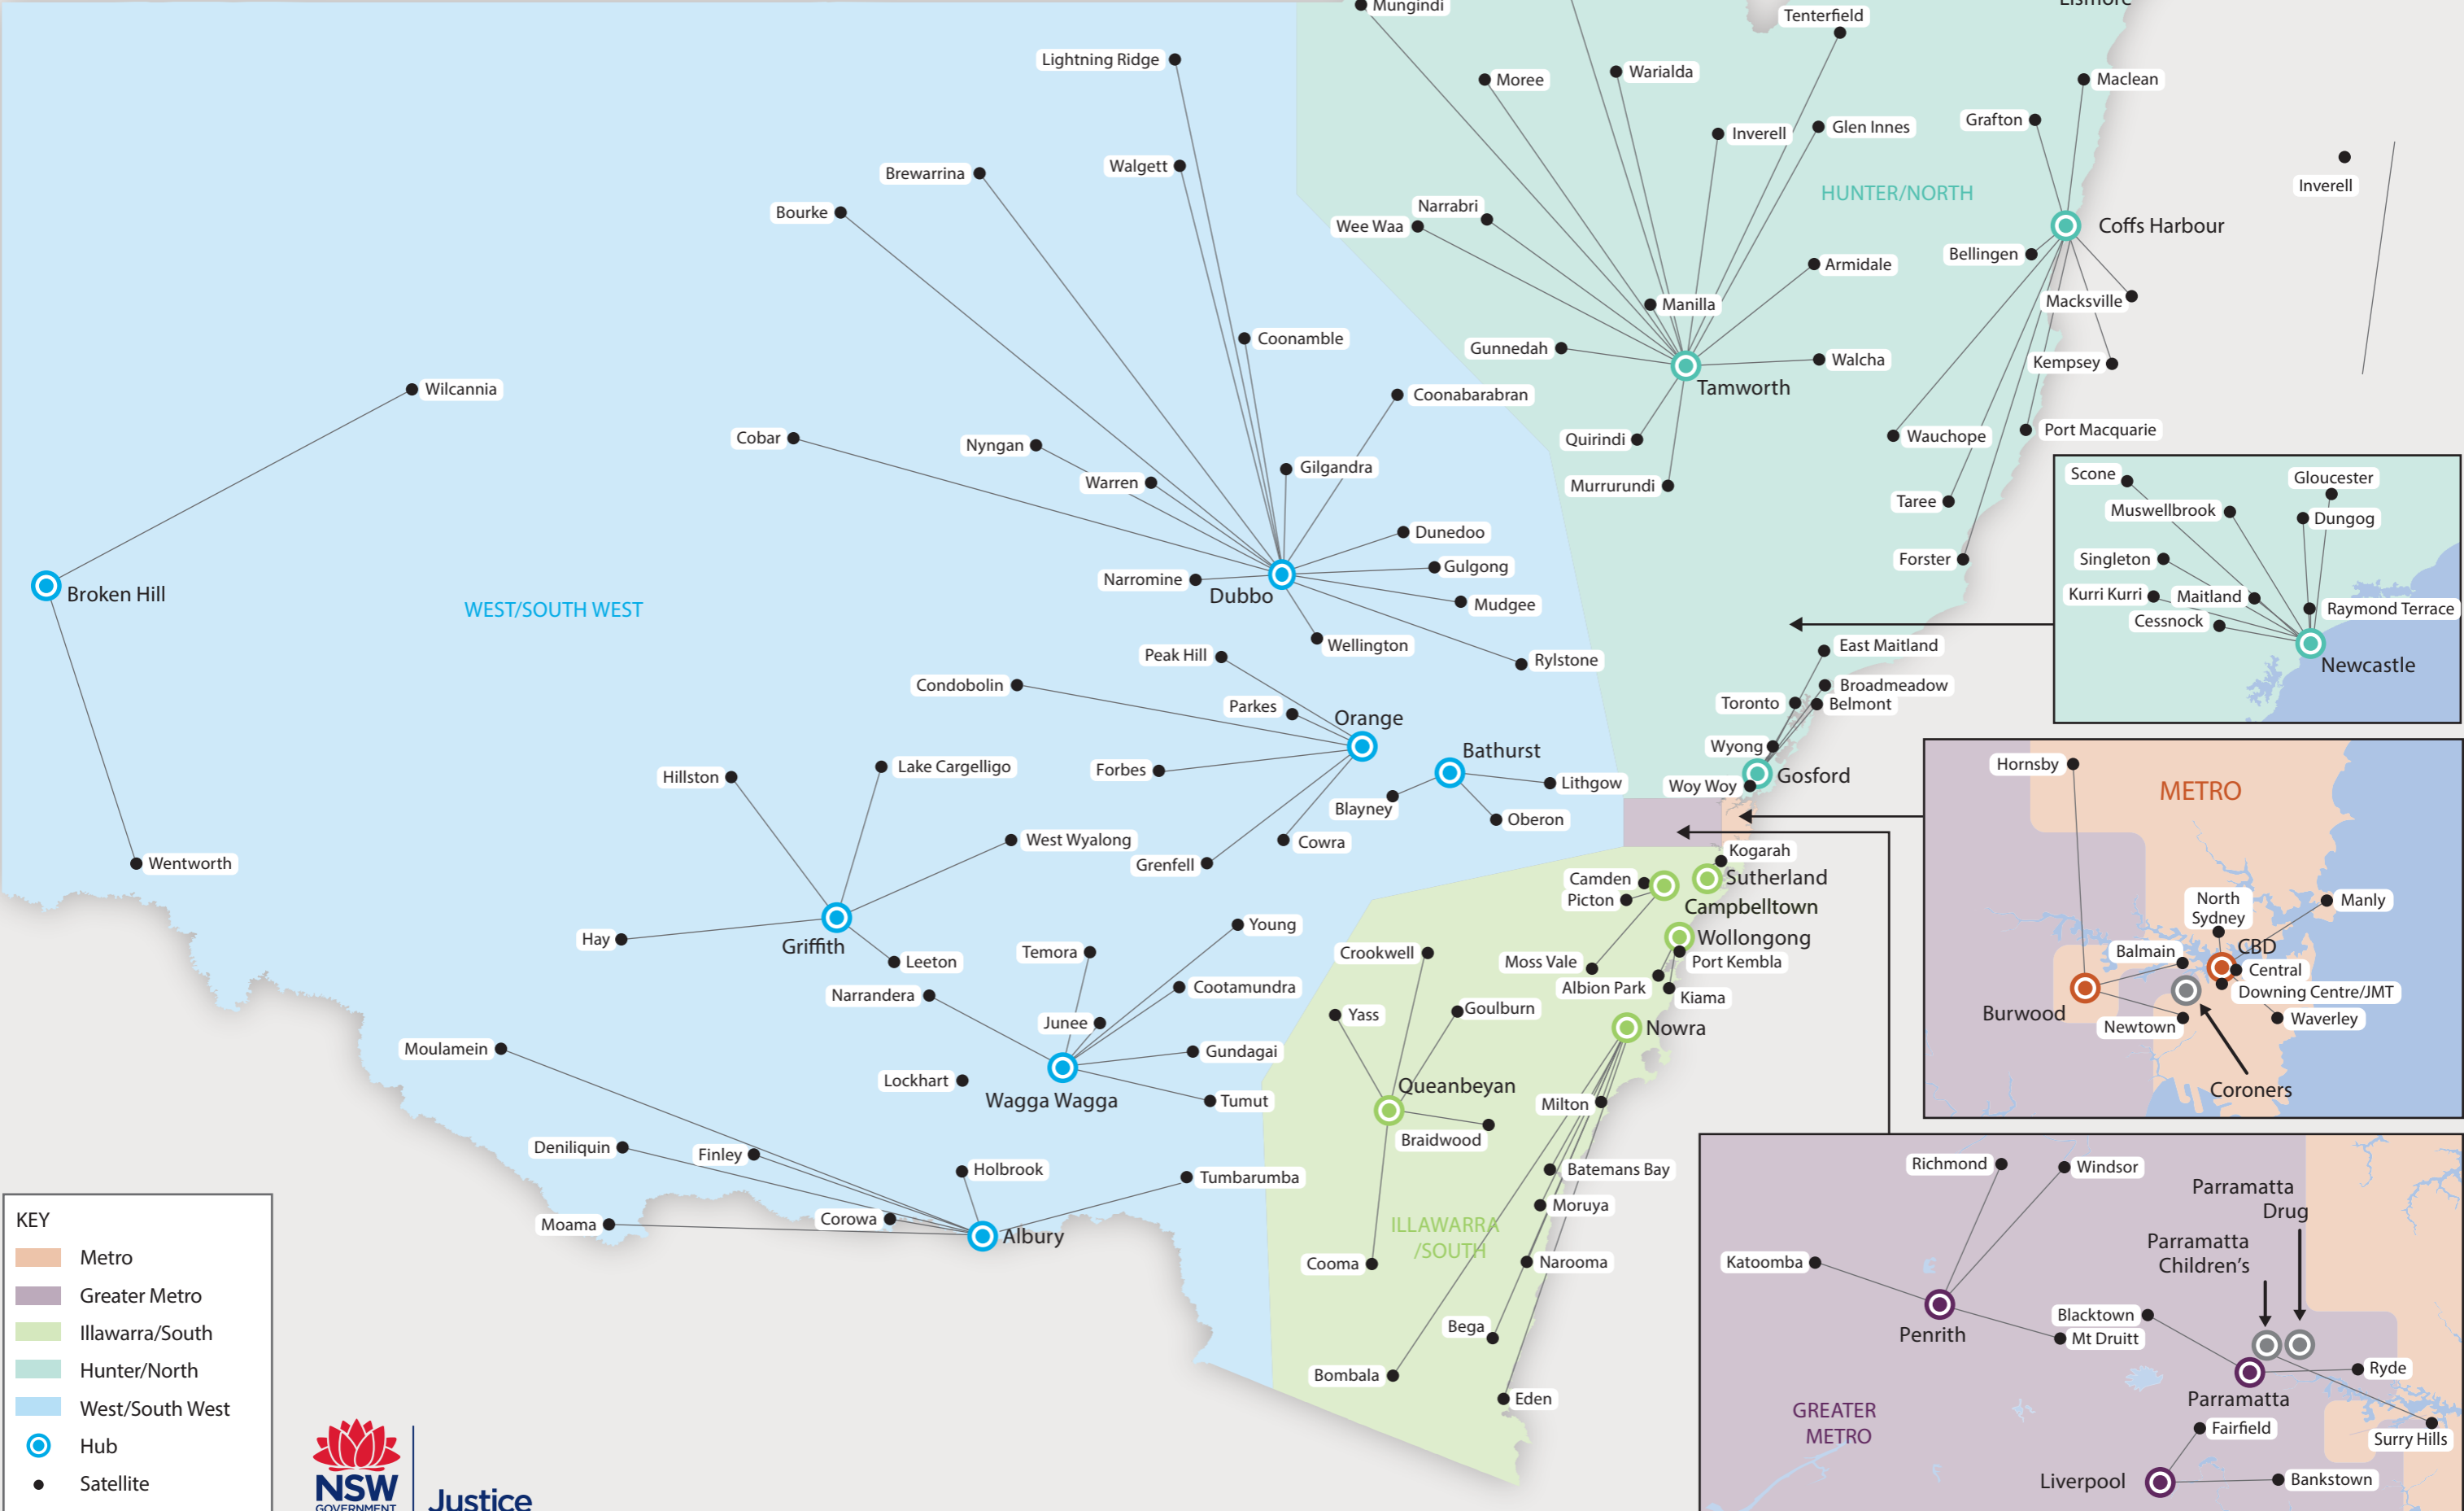 Mungindi
Lismore
Tenterfield
Lightning Ridge
Moree
Warialda
Maclean
Grafton
Inverell
Glen Innes
Walgett
Brewarrina
Inverell
HUNTER/NORTH
Bourke
Narrabri
Wee Waa
Coffs Harbour
Bellingen
Armidale
Macksville
Manilla
Coonamble
Gunnedah
Walcha
Kempsey
Tamworth
Wilcannia
Coonabarabran
Cobar
Nyngan
Quirindi
Wauchope
Port Macquarie
Gilgandra
Warren
Murrurundi
Taree
Scone
Gloucester
Muswellbrook
Dungog
Singleton
Kurri Kurri
Maitland
Raymond Terrace
Cessnock
Newcastle
Dunedoo
Forster
Gulgong
Narromine
Dubbo
Mudgee
Broken Hill
WEST/SOUTH WEST
Wellington
Rylstone
East Maitland
Peak Hill
Condobolin
Broadmeadow
Toronto
Belmont
Parkes
Orange
Wyong
Bathurst
Forbes
Gosford
Lake Cargelligo
Hillston
Lithgow
Woy Woy
Blayney
Oberon
West Wyalong
Cowra
Grenfell
Wentworth
Kogarah
Camden
Sutherland
Picton
Campbelltown
Hornsby
METRO
North
Sydney
Manly
Balmain
CBD
Central
Downing Centre/JMT
Burwood
Newtown
Waverley
Coroners
Young
Hay
Griffith
Wollongong
Temora
Crookwell
Moss Vale
Port Kembla
Leeton
Cootamundra
Albion Park
Kiama
Narrandera
Yass
Goulburn
Junee
Nowra
Moulamein
Gundagai
Lockhart
Queanbeyan
Wagga Wagga
Tumut
Milton
Braidwood
Deniliquin
Finley
Holbrook
Batemans Bay
Tumbarumba
Moruya
Corowa
Moama
Albury
ILLAWARRA
/SOUTH
Cooma
Narooma
Bega
Bombala
Eden
Richmond
Windsor
Parramatta
Drug
Parramatta
Children’s
Katoomba
Blacktown
Penrith
Mt Druitt
Ryde
Parramatta
GREATER
METRO
Fairfield
Surry Hills
Liverpool
Bankstown
KEY
Metro
Greater Metro
Illawarra/South
Hunter/North
West/South West
Hub
Satellite
NSW
GOVERNMENT
Justice